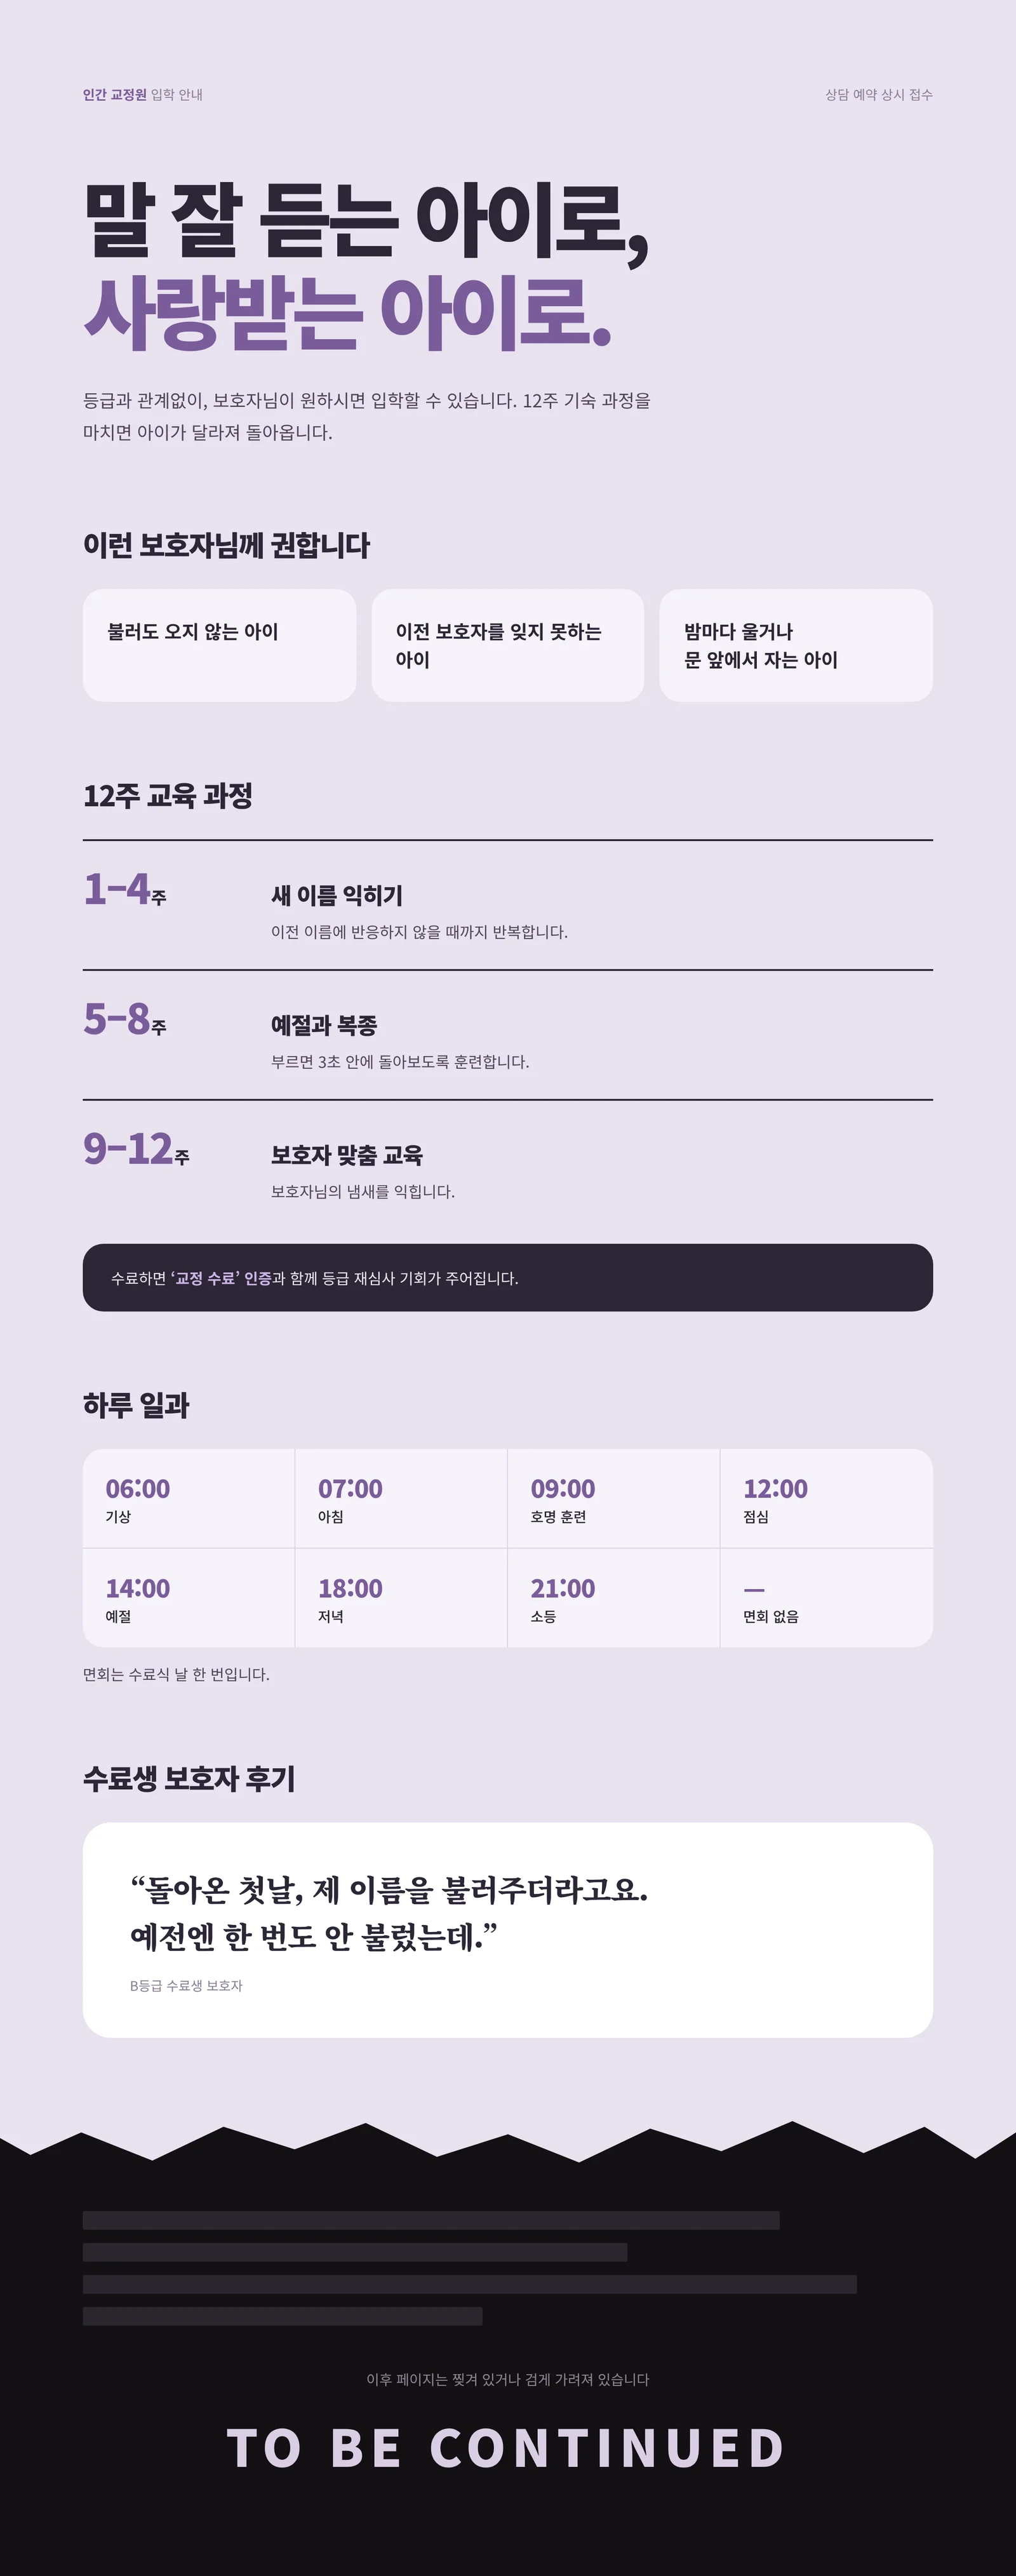 인간 교정원 입학 안내
상담 예약 상시 접수
말 잘 듣는 아이로,
사랑받는 아이로.
등급과 관계없이, 보호자님이 원하시면 입학할 수 있습니다. 12주 기숙 과정을
마치면 아이가 달라져 돌아옵니다.
이런 보호자님께 권합니다
불러도 오지 않는 아이
이전 보호자를 잊지 못하는
아이
밤마다 울거나
문 앞에서 자는 아이
12주 교육 과정
1–4주
새 이름 익히기
이전 이름에 반응하지 않을 때까지 반복합니다.
5–8주
예절과 복종
부르면 3초 안에 돌아보도록 훈련합니다.
9–12주
보호자 맞춤 교육
보호자님의 냄새를 익힙니다.
수료하면 ‘교정 수료’ 인증과 함께 등급 재심사 기회가 주어집니다.
하루 일과
06:00
기상
07:00
아침
09:00
호명 훈련
12:00
점심
14:00
예절
18:00
저녁
21:00
소등
—
면회 없음
면회는 수료식 날 한 번입니다.
수료생 보호자 후기
“돌아온 첫날, 제 이름을 불러주더라고요.
예전엔 한 번도 안 불렀는데.”
B등급 수료생 보호자
이후 페이지는 찢겨 있거나 검게 가려져 있습니다
TO BE CONTINUED